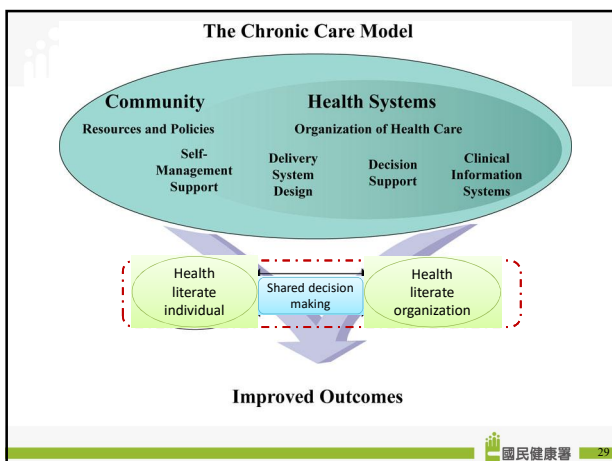 The Chronic Care Model
Community
Health Systems
Resources and Policies
Organization of Health Care
Self-
Management
Support
Delivery
System
Design
Decision
Support
Clinical
Information
Systems
Health
literate
individual
Shared decision
making
Health
literate
organization
Improved Outcomes
國民健康署
29